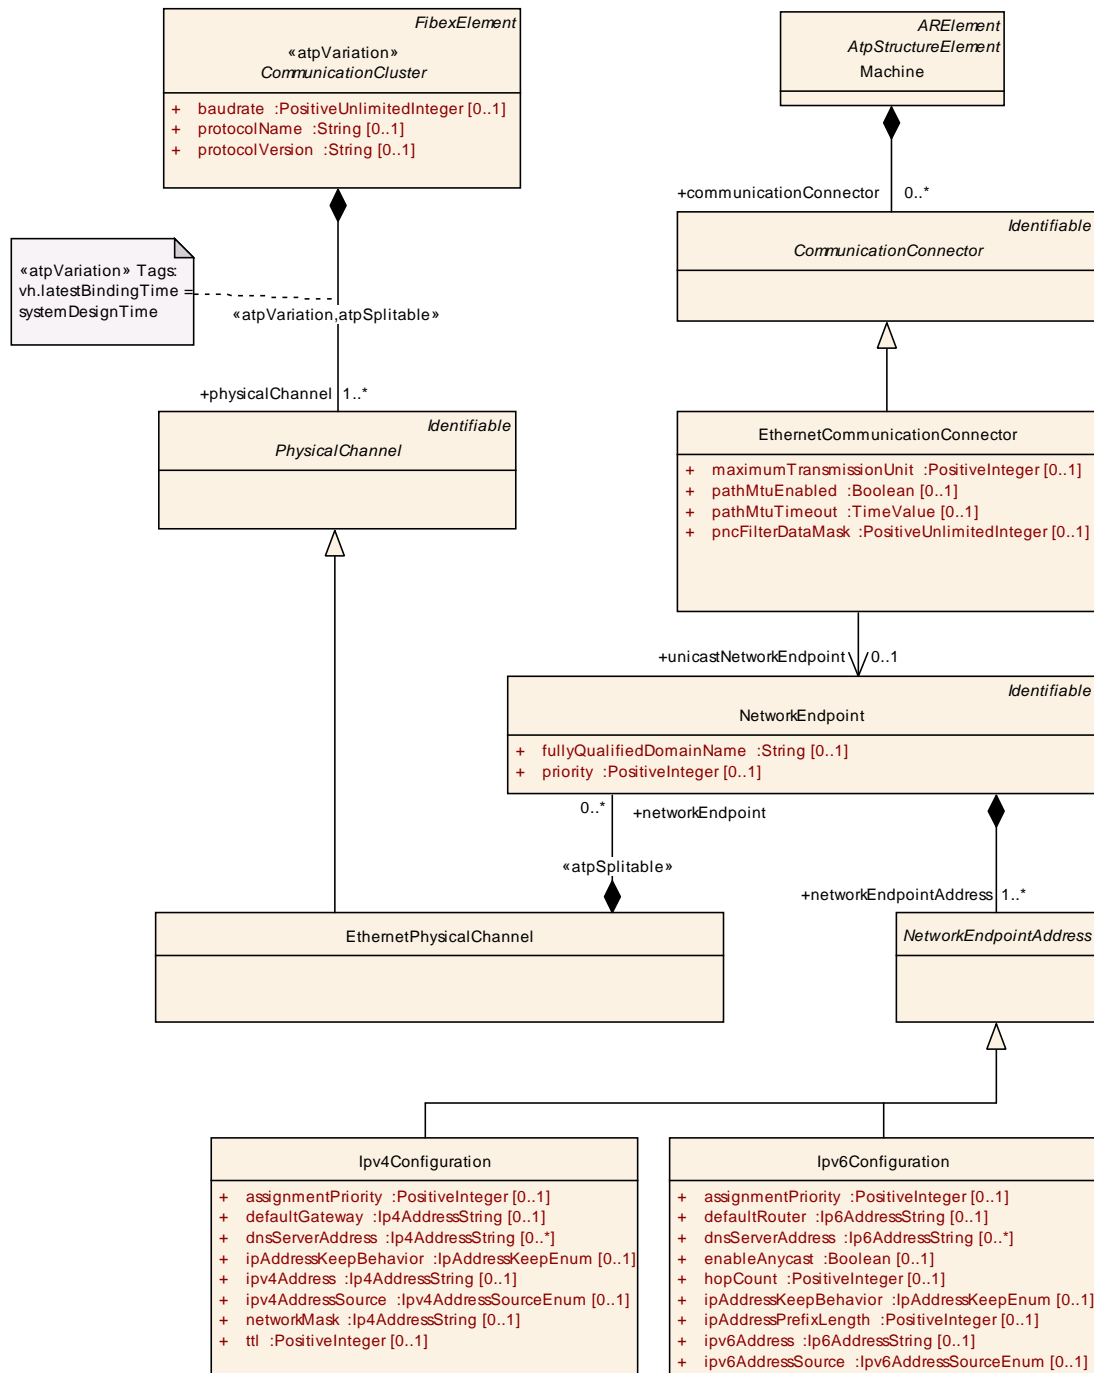 FibexElement
«atpVariation»
CommunicationCluster
+ baudrate :PositiveUnlimitedInteger [0..1]
+ protocolName :String [0..1]
+ protocolVersion :String [0..1]
ARElement
AtpStructureElement
Machine
+communicationConnector 0..*
Identifiable
CommunicationConnector
«atpVariation» Tags:
vh.latestBindingTime =
systemDesignTime
«atpVariation,atpSplitable»
+physicalChannel 1..*
Identifiable
PhysicalChannel
EthernetCommunicationConnector
+ maximumTransmissionUnit :PositiveInteger [0..1]
+ pathMtuEnabled :Boolean [0..1]
+ pathMtuTimeout :TimeValue [0..1]
+ pncFilterDataMask :PositiveUnlimitedInteger [0..1]
+unicastNetworkEndpoint 0..1
Identifiable
NetworkEndpoint
+ fullyQualifiedDomainName :String [0..1]
+ priority :PositiveInteger [0..1]
0..* +networkEndpoint
«atpSplitable»
+networkEndpointAddress 1..*
EthernetPhysicalChannel
NetworkEndpointAddress
Ipv4Configuration
+ assignmentPriority :PositiveInteger [0..1]
+ defaultGateway :Ip4AddressString [0..1]
+ dnsServerAddress :Ip4AddressString [0..*]
+ ipAddressKeepBehavior :IpAddressKeepEnum [0..1]
+ ipv4Address :Ip4AddressString [0..1]
+ ipv4AddressSource :Ipv4AddressSourceEnum [0..1]
+ networkMask :Ip4AddressString [0..1]
+ ttl :PositiveInteger [0..1]
Ipv6Configuration
+ assignmentPriority :PositiveInteger [0..1]
+ defaultRouter :Ip6AddressString [0..1]
+ dnsServerAddress :Ip6AddressString [0..*]
+ enableAnycast :Boolean [0..1]
+ hopCount :PositiveInteger [0..1]
+ ipAddressKeepBehavior :IpAddressKeepEnum [0..1]
+ ipAddressPrefixLength :PositiveInteger [0..1]
+ ipv6Address :Ip6AddressString [0..1]
+ ipv6AddressSource :Ipv6AddressSourceEnum [0..1]